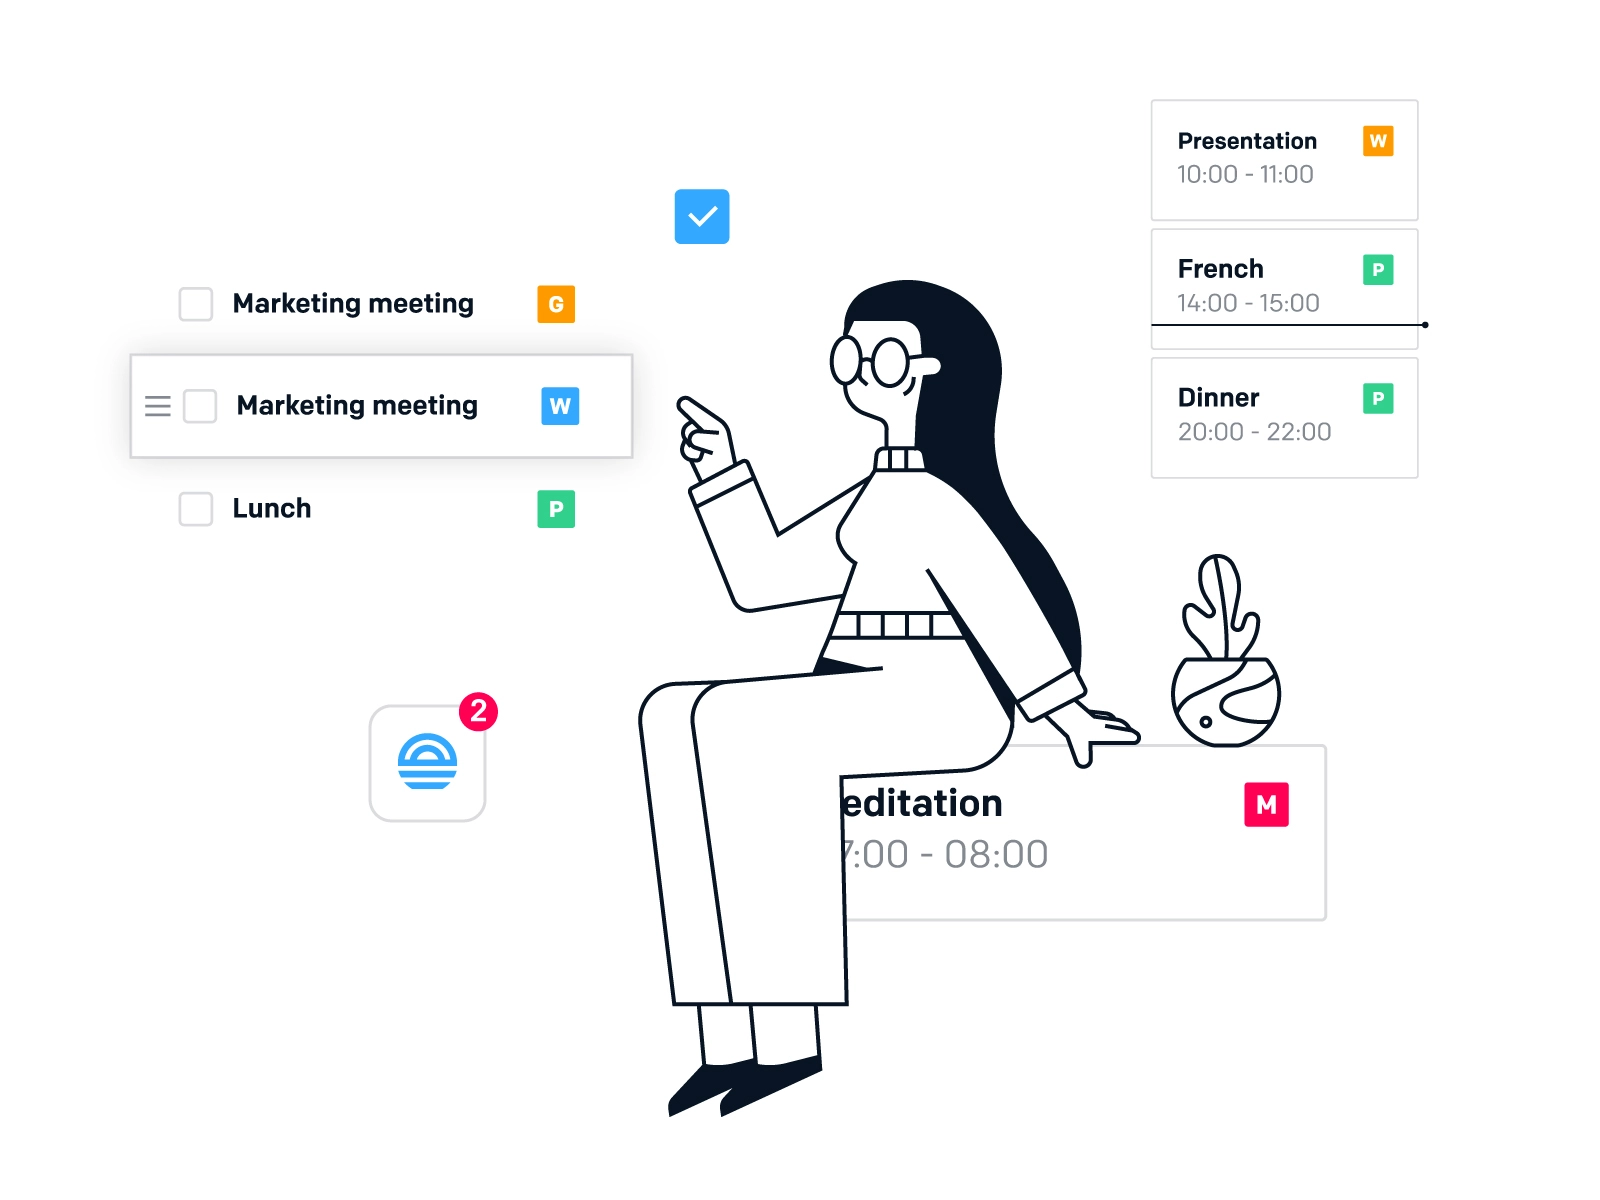 Marketing meeting G
Marketing meeting W
Lunch P
2
Presentation W
10:00 - 11:00
French P
14:00 - 15:00
Dinner P
20:00 - 22:00
editation M
7:00 - 08:00